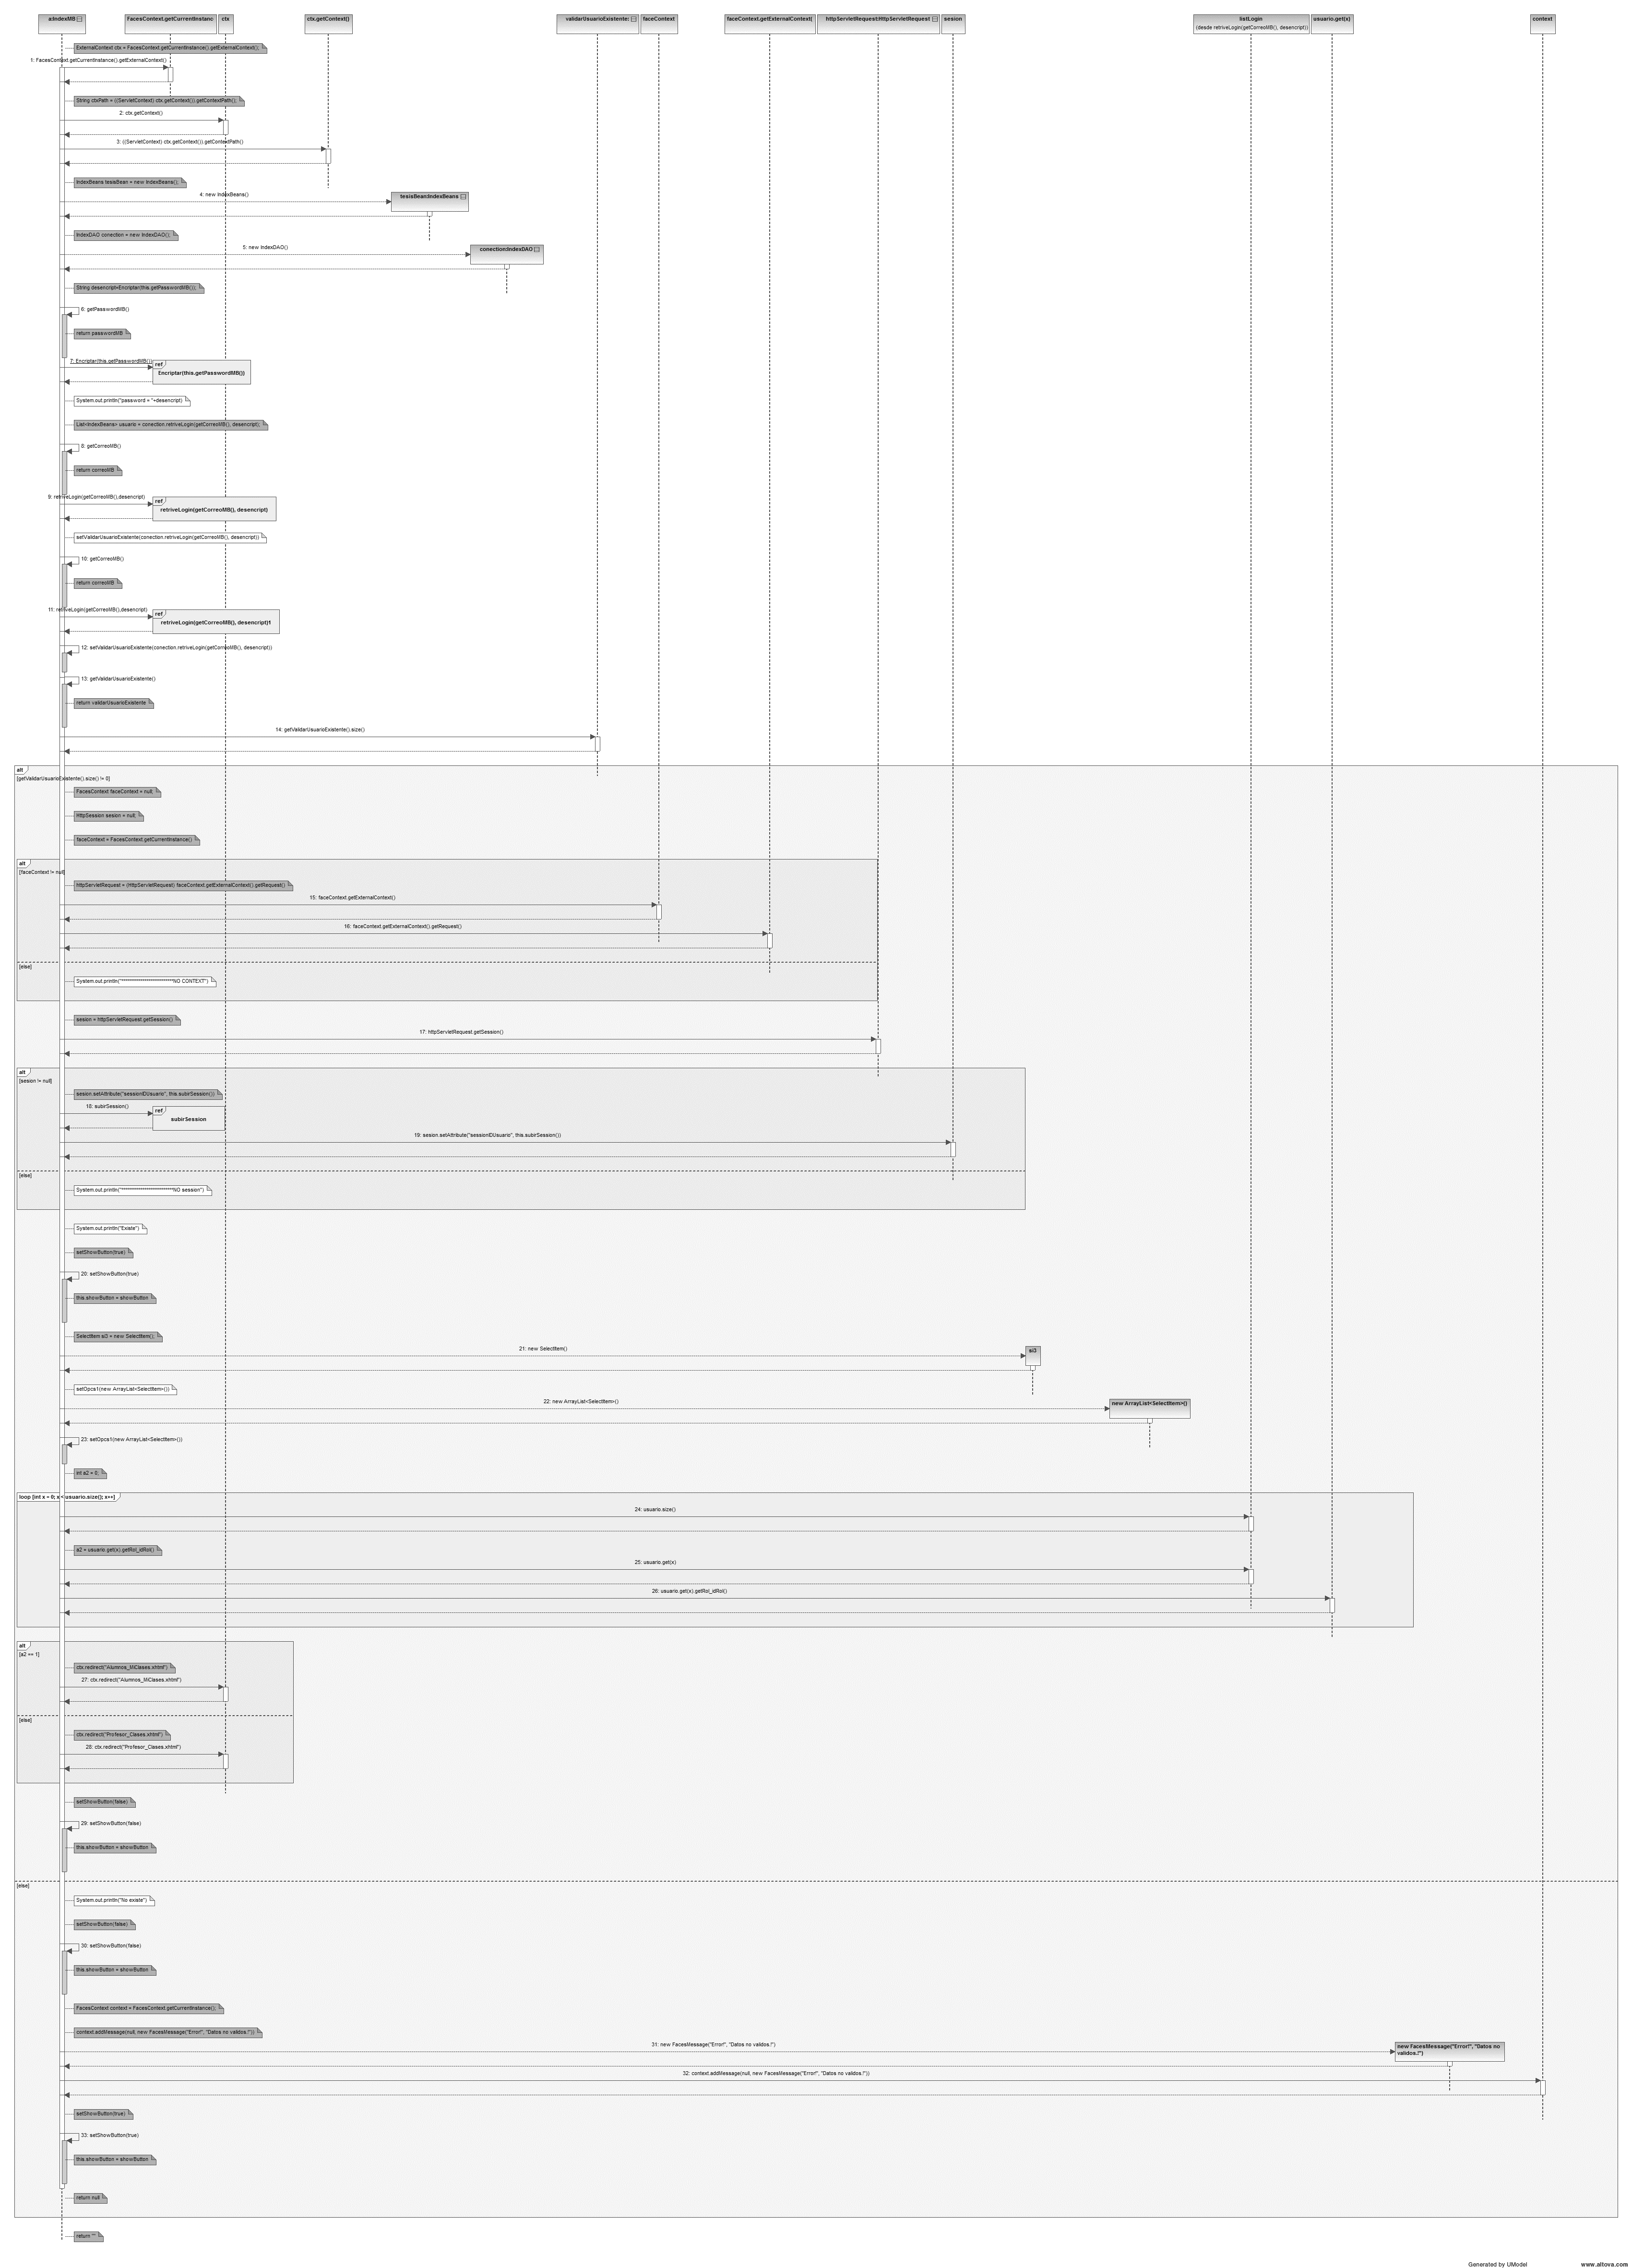 a:IndexMB
FacesContext.getCurrentInstanc
ctx
ctx.getContext()
validarUsuarioExistente:
faceContext
faceContext.getExternalContext(
httpServletRequest:HttpServletRequest
sesion
listLogin
(desde retriveLogin(getCorreoMB(), desencript))
usuario.get(x)
context
ExternalContext ctx = FacesContext.getCurrentInstance().getExternalContext();
1: FacesContext.getCurrentInstance().getExternalContext()
String ctxPath = ((ServletContext) ctx.getContext()).getContextPath();
2: ctx.getContext()
3: ((ServletContext) ctx.getContext()).getContextPath()
IndexBeans tesisBean = new IndexBeans();
4: new IndexBeans()
tesisBean:IndexBeans
IndexDAO conection = new IndexDAO();
5: new IndexDAO()
conection:IndexDAO
String desencript=Encriptar(this.getPasswordMB());
6: getPasswordMB()
return passwordMB
7: Encriptar(this.getPasswordMB())
ref
Encriptar(this.getPasswordMB())
System.out.println("password = "+desencript)
List<IndexBeans> usuario = conection.retriveLogin(getCorreoMB(), desencript);
8: getCorreoMB()
return correoMB
9: retriveLogin(getCorreoMB(),desencript)
ref
retriveLogin(getCorreoMB(), desencript)
setValidarUsuarioExistente(conection.retriveLogin(getCorreoMB(), desencript))
10: getCorreoMB()
return correoMB
11: retriveLogin(getCorreoMB(),desencript)
ref
retriveLogin(getCorreoMB(), desencript)1
12: setValidarUsuarioExistente(conection.retriveLogin(getCorreoMB(), desencript))
13: getValidarUsuarioExistente()
return validarUsuarioExistente
14: getValidarUsuarioExistente().size()
alt
[getValidarUsuarioExistente().size() != 0]
FacesContext faceContext = null;
HttpSession sesion = null;
faceContext = FacesContext.getCurrentInstance()
alt
[faceContext != null]
httpServletRequest = (HttpServletRequest) faceContext.getExternalContext().getRequest()
15: faceContext.getExternalContext()
16: faceContext.getExternalContext().getRequest()
[else]
sesion = httpServletRequest.getSession()
17: httpServletRequest.getSession()
alt
[sesion != null]
sesion.setAttribute("sessionIDUsuario", this.subirSession())
18: subirSession()
ref
subirSession
19: sesion.setAttribute("sessionIDUsuario", this.subirSession())
[else]
System.out.println("Existe")
setShowButton(true)
20: setShowButton(true)
this.showButton = showButton
SelectItem si3 = new SelectItem();
21: new SelectItem()
si3
setOpcs1(new ArrayList<SelectItem>())
22: new ArrayList<SelectItem>()
new ArrayList<SelectItem>()
23: setOpcs1(new ArrayList<SelectItem>())
int a2 = 0;
loop [int x = 0; x < usuario.size(); x++]
24: usuario.size()
a2 = usuario.get(x).getRol_idRol()
25: usuario.get(x)
26: usuario.get(x).getRol_idRol()
alt
[a2 == 1]
ctx.redirect("Alumnos_MiClases.xhtml")
27: ctx.redirect("Alumnos_MiClases.xhtml")
[else]
ctx.redirect("Profesor_Clases.xhtml")
28: ctx.redirect("Profesor_Clases.xhtml")
setShowButton(false)
29: setShowButton(false)
this.showButton = showButton
[else]
System.out.println("No existe")
setShowButton(false)
30: setShowButton(false)
this.showButton = showButton
FacesContext context = FacesContext.getCurrentInstance();
context.addMessage(null, new FacesMessage("Error!", "Datos no validos.!"))
31: new FacesMessage("Error!", "Datos no validos.!")
new FacesMessage("Error!", "Datos no
validos.!")
32: context.addMessage(null, new FacesMessage("Error!", "Datos no validos.!"))
setShowButton(true)
33: setShowButton(true)
this.showButton = showButton
return null
return ""
Generated by UModel
www.altova.com